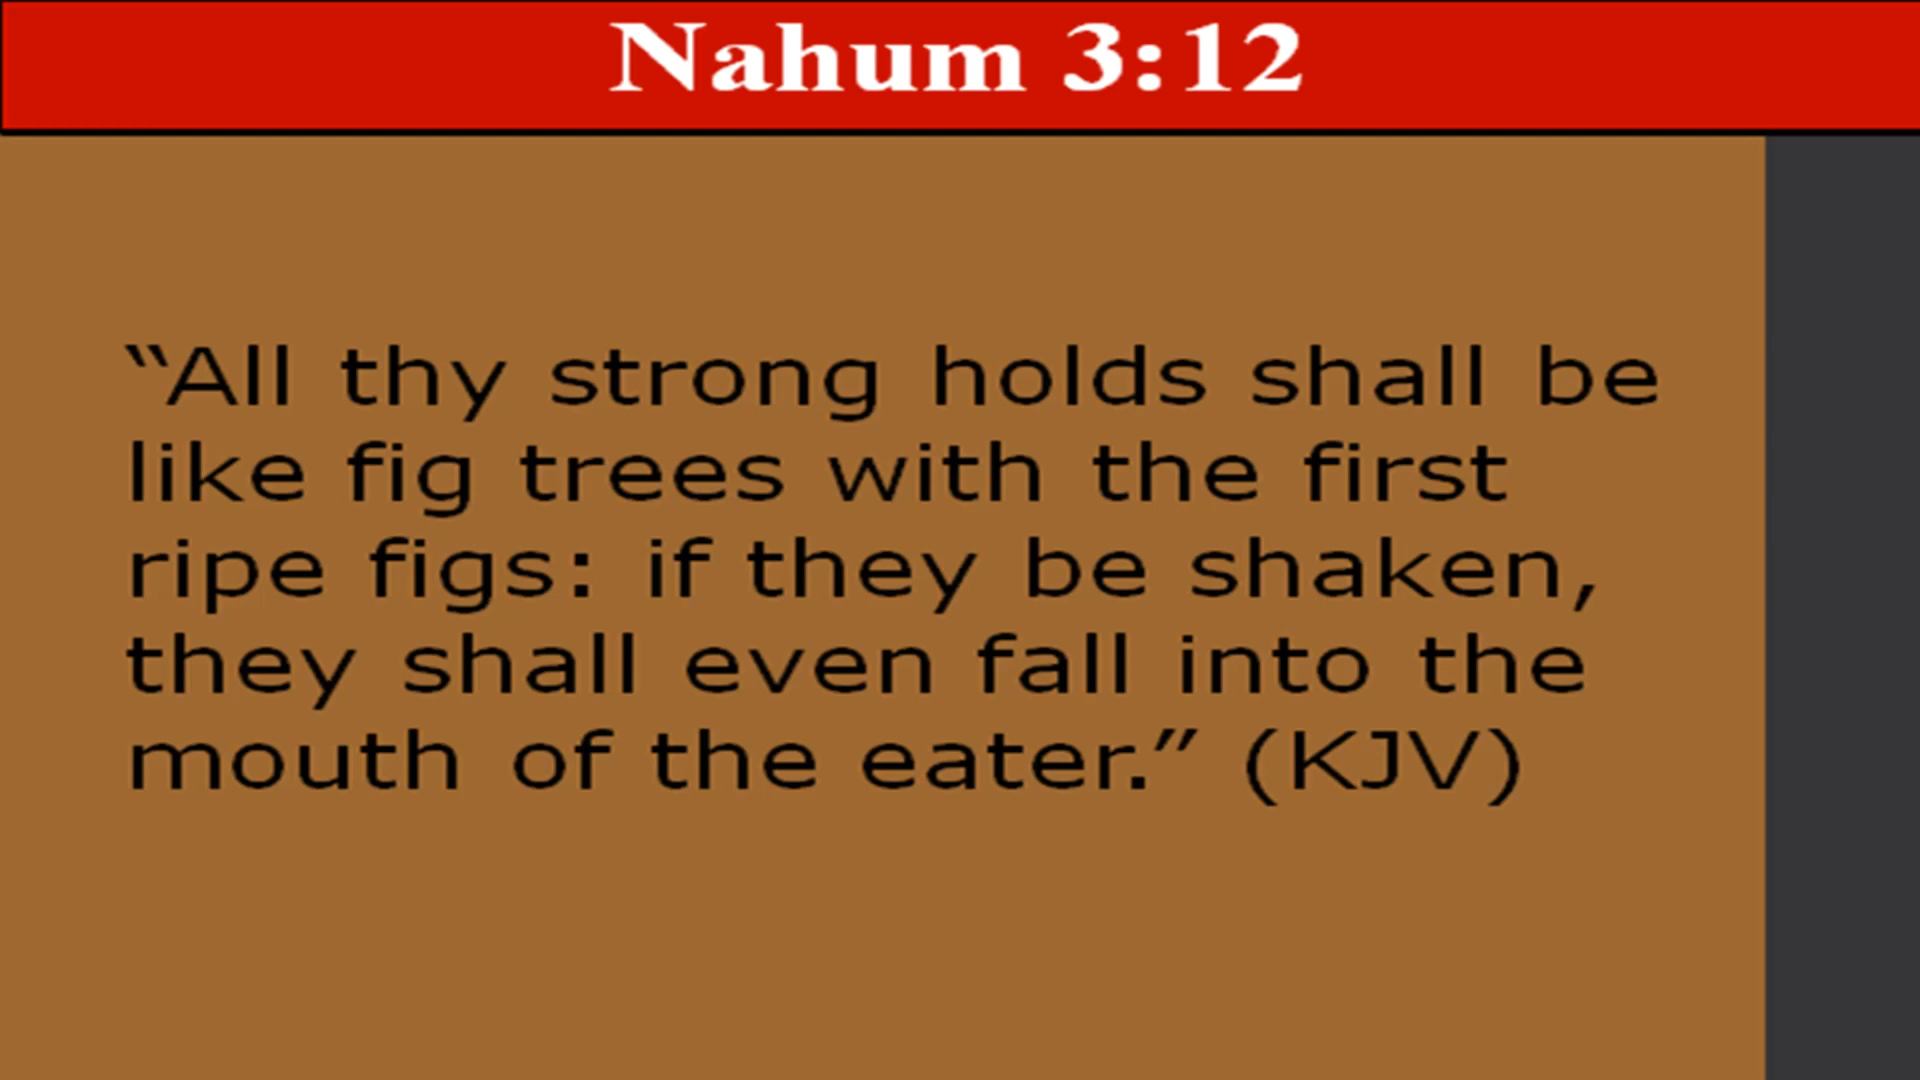 Nahum 3:12
“All thy strong holds shall be
like fig trees with the first
ripe figs: if they be shaken,
they shall even fall into the
mouth of the eater.” (KJV)